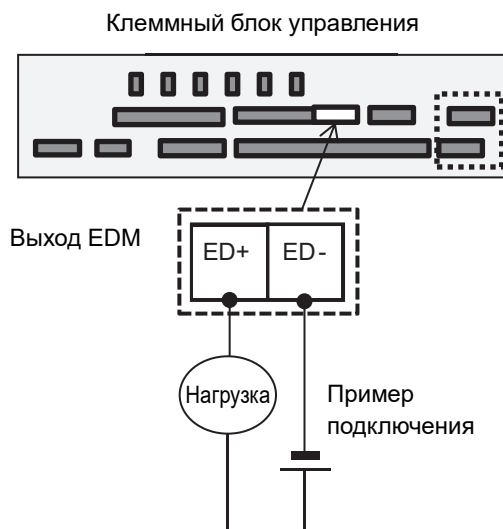 Клеммный блок управления
Выход EDM
ED+ ED-
Нагрузка
Пример
подключения